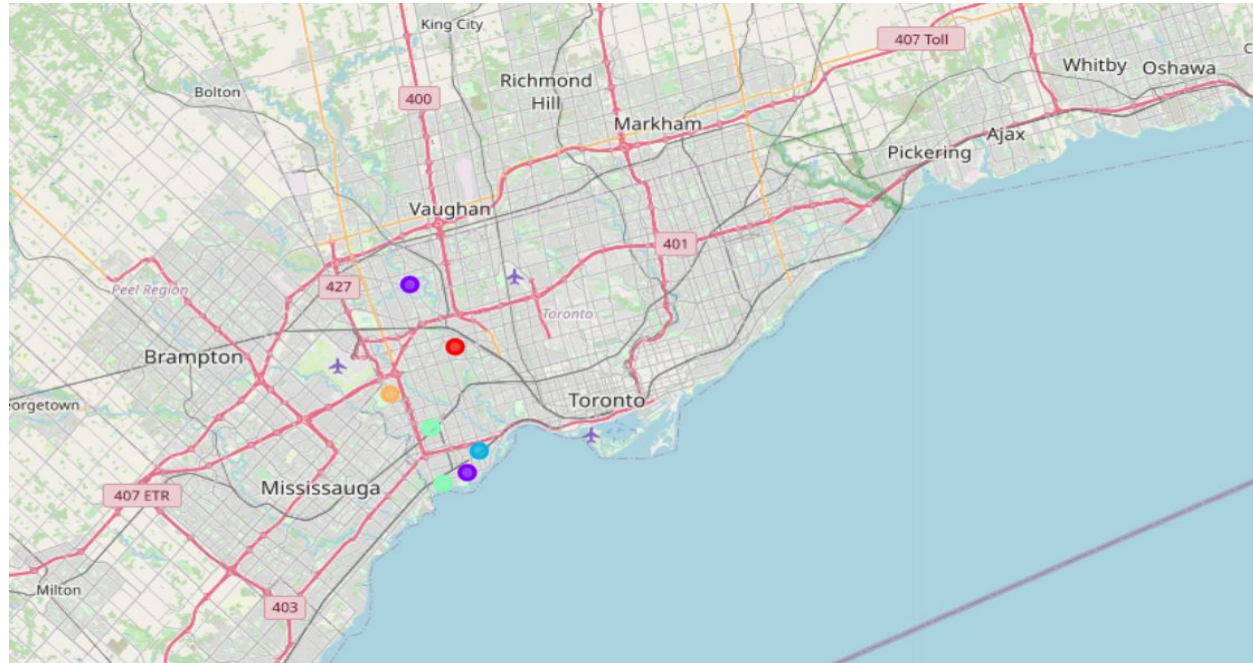 King City
407 Toll
Whitby
Oshawa
Bolton
400
Richmond
Hill
Markham
Ajax
Pickering
Vaughan
401
427
Peel Region
Toronto
Brampton
eorgetown
Toronto
Mississauga
407 ETR
Milton
403
C